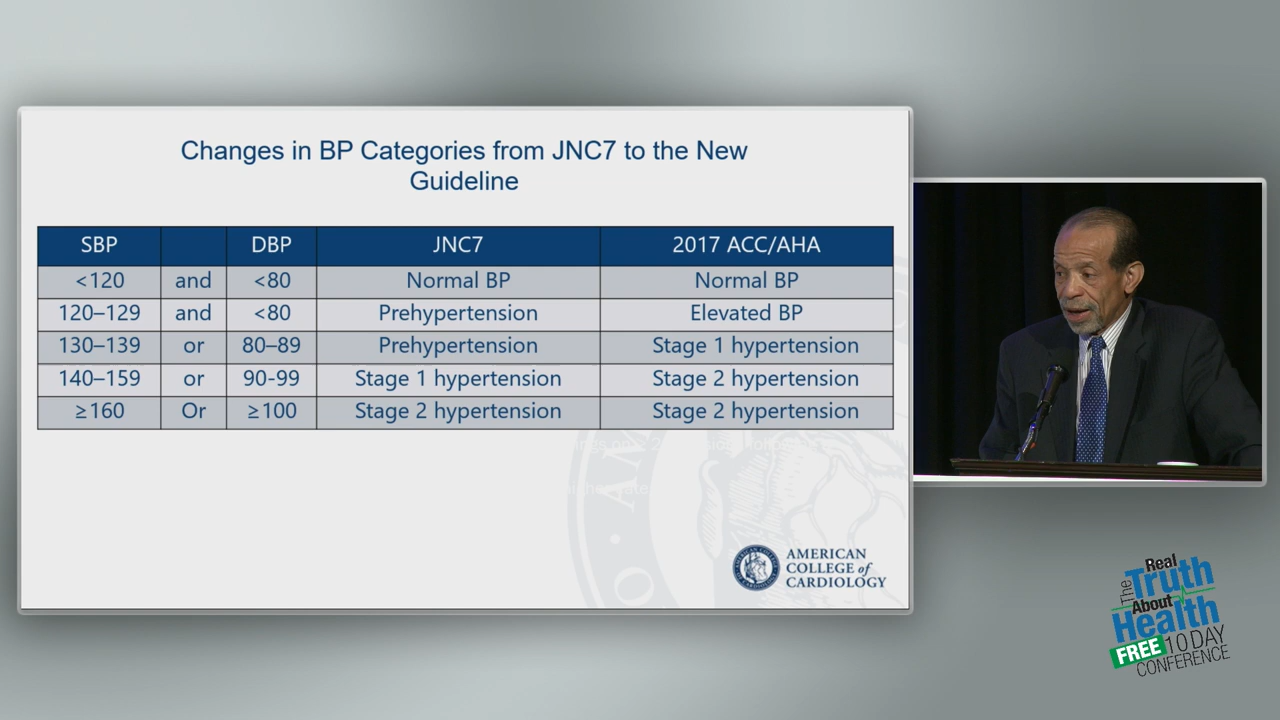 Changes in BP Categories from JNC7 to the New
Guideline
SBP DBP JNC7 2017 ACC/AHA
<120 and <80 Normal BP Normal BP
120–129 and <80 Prehypertension Elevated BP
130–139 or 80–89 Prehypertension Stage 1 hypertension
140–159 or 90-99 Stage 1 hypertension Stage 2 hypertension
≥160 Or ≥100 Stage 2 hypertension Stage 2 hypertension
AMERICAN
COLLEGE of
CARDIOLOGY
The Real
Truth
About
Health
FREE 10 DAY
CONFERENCE